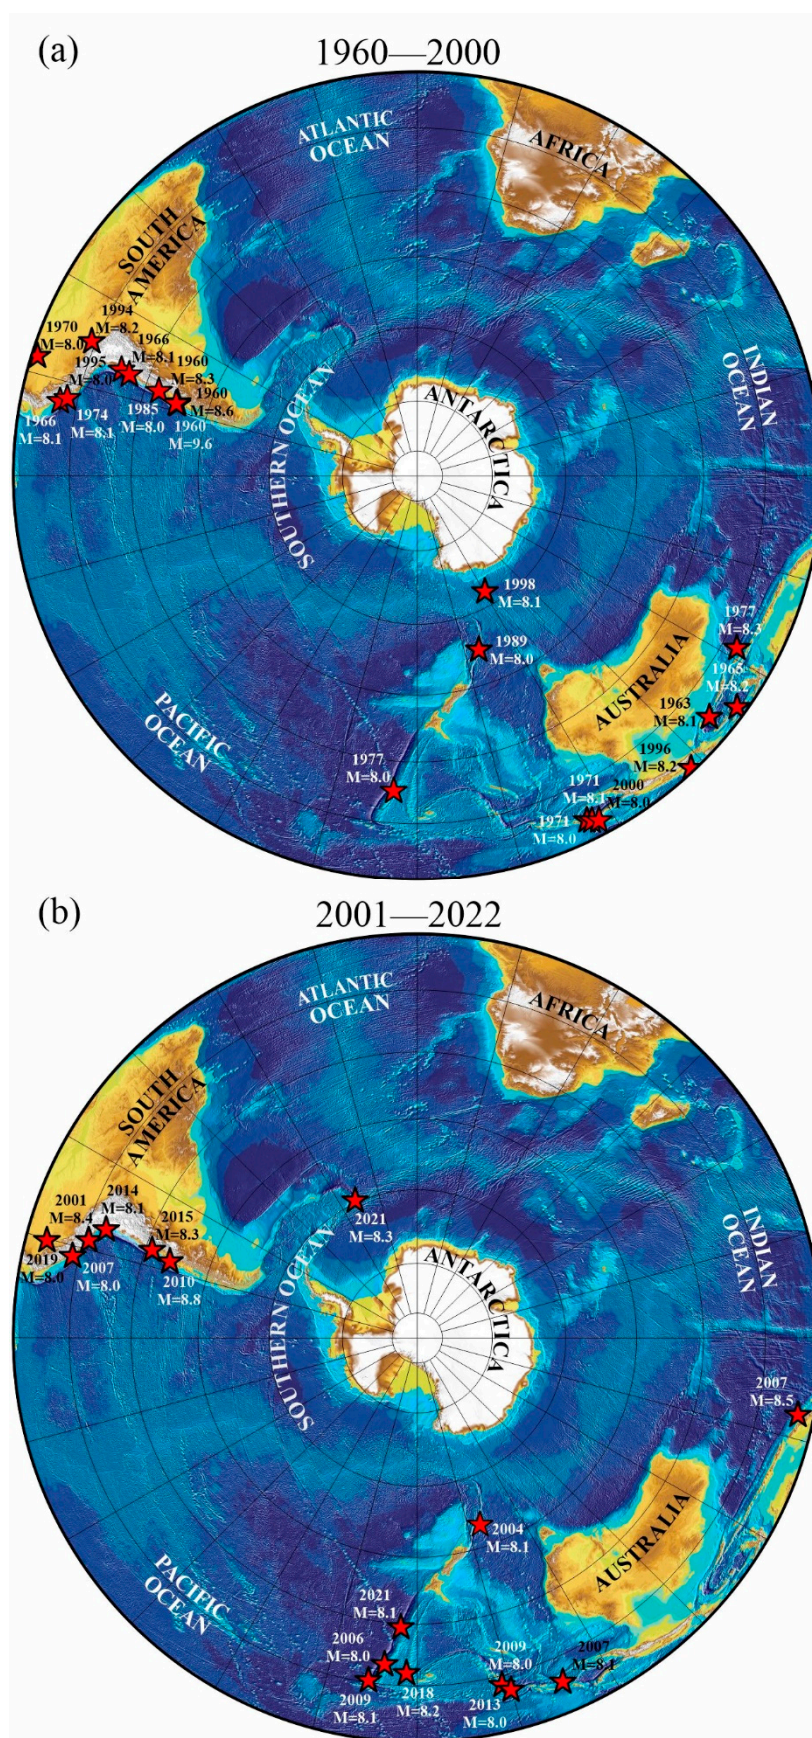 (a)
1960—2000
ATLANTIC
OCEAN
AFRICA
SOUTH
AMERICA
1994
M=8.2
1970
M=8.0
1966
M=8.1
1995
M=8.0
1960
M=8.3
1960
M=8.6
1966
M=8.1
1974
M=8.1
1985
M=8.0
1960
M=9.6
INDIAN
OCEAN
SOUTHERN OCEAN
ANTARCTICA
1998
M=8.1
1989
M=8.0
AUSTRALIA
1977
M=8.3
1965
M=8.2
1963
M=8.1
1996
M=8.2
PACIFIC
OCEAN
1977
M=8.0
1971
M=8.1
2000
M=8.0
1971
M=8.0
(b)
2001—2022
ATLANTIC
OCEAN
AFRICA
SOUTH
AMERICA
2014
M=8.1
2001
M=8.4
2015
M=8.3
2019
M=8.0
2007
M=8.0
2010
M=8.8
2021
M=8.3
INDIAN
OCEAN
SOUTHERN OCEAN
ANTARCTICA
2007
M=8.5
2004
M=8.1
AUSTRALIA
PACIFIC
OCEAN
2021
M=8.1
2006
M=8.0
2009
M=8.1
2018
M=8.2
2009
M=8.0
2013
M=8.0
2007
M=8.1